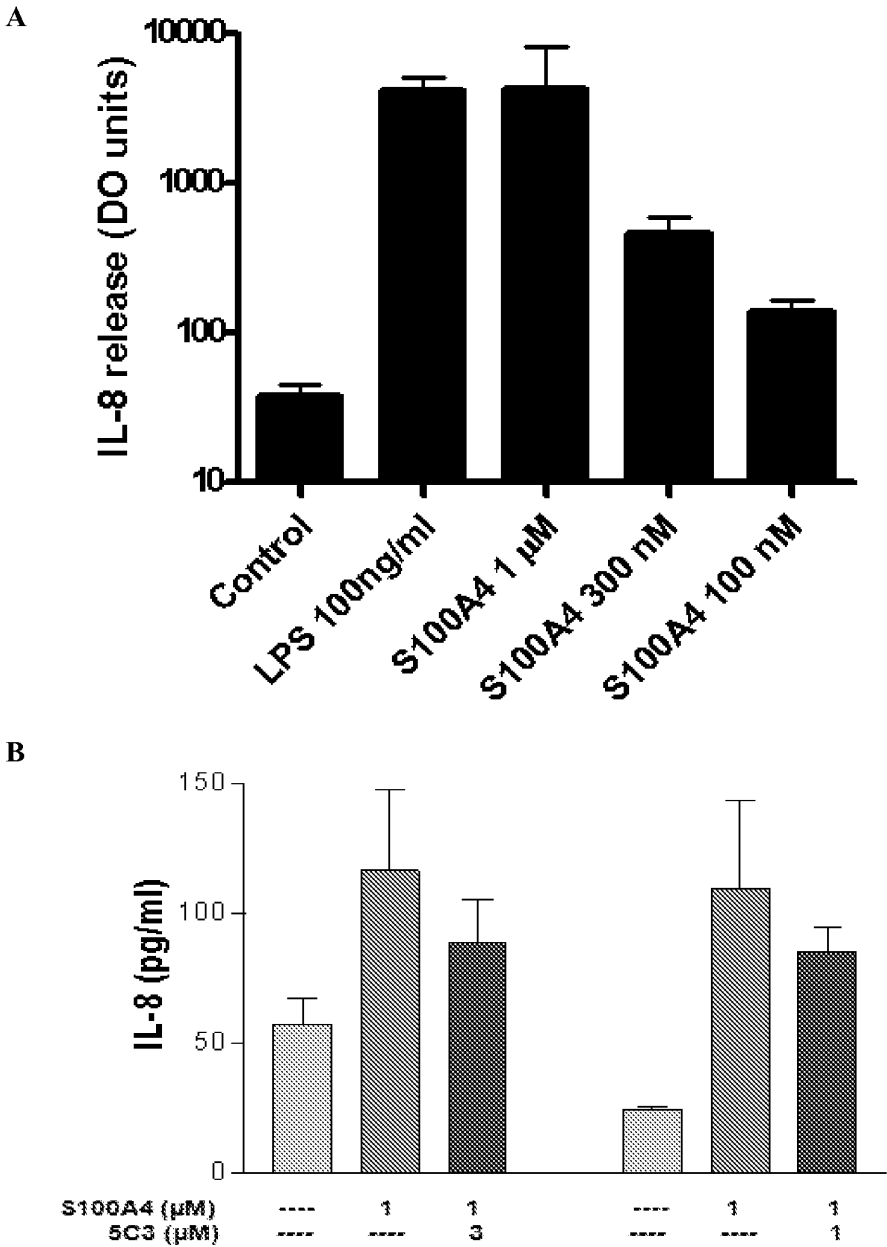 A
IL-8 release (DO units)
10000
1000
100
10
Control
LPS 100ng/ml
S100A4 1 µM
S100A4 300 nM
S100A4 100 nM
B
IL-8 (pg/ml)
150
100
50
0
S100A4 (µM) ---- 1 1 ---- 1 1
5C3 (µM) ---- ---- 3 ---- ---- 1